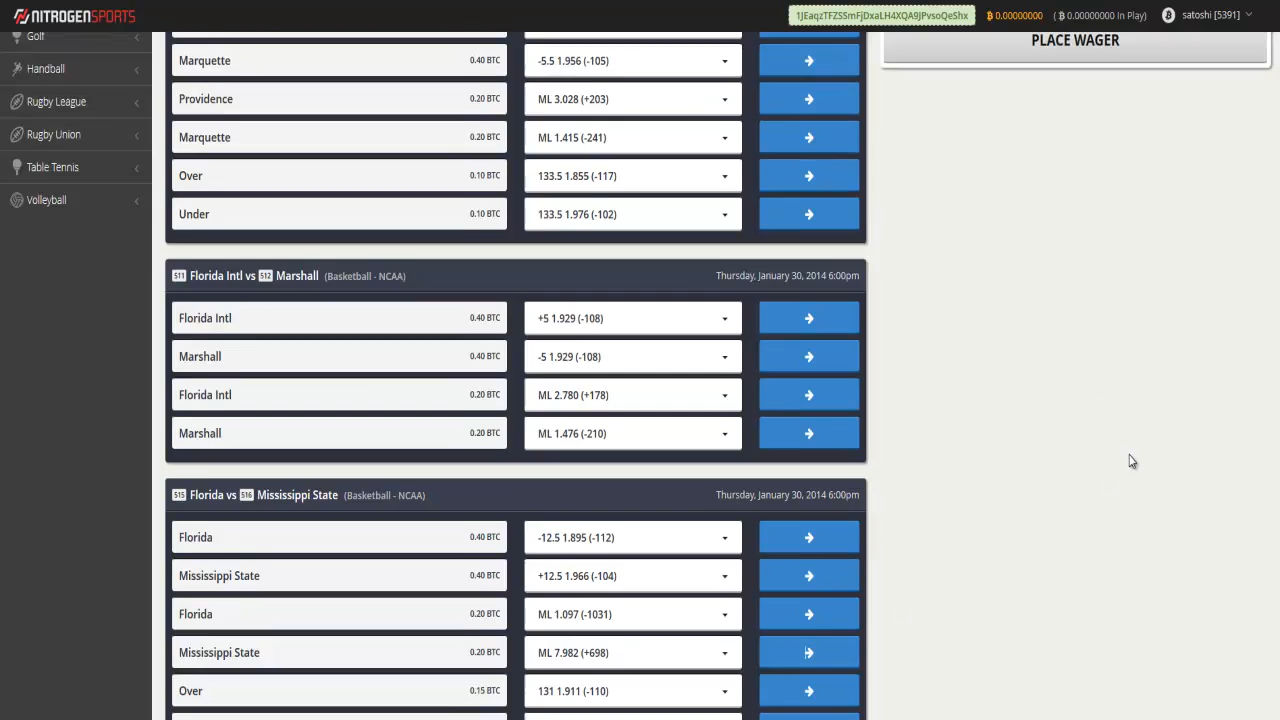 NITROGENSPORTS
1JEaqzTFZSSmFjDxaLH4XQA9JPvsoQeShx 0.00000000 ( 0.00000000 In Play) satoshi [5391]
Golf
Handball
Rugby League
Rugby Union
Table Tennis
Volleyball
PLACE WAGER
Marquette 0.40 BTC -5.5 1.956 (-105)
Providence 0.20 BTC ML 3.028 (+203)
Marquette 0.20 BTC ML 1.415 (-241)
Over 0.10 BTC 133.5 1.855 (-117)
Under 0.10 BTC 133.5 1.976 (-102)
511 Florida Intl vs 512 Marshall (Basketball - NCAA) Thursday, January 30, 2014 6:00pm
Florida Intl 0.40 BTC +5 1.929 (-108)
Marshall 0.40 BTC -5 1.929 (-108)
Florida Intl 0.20 BTC ML 2.780 (+178)
Marshall 0.20 BTC ML 1.476 (-210)
515 Florida vs 516 Mississippi State (Basketball - NCAA) Thursday, January 30, 2014 6:00pm
Florida 0.40 BTC -12.5 1.895 (-112)
Mississippi State 0.40 BTC +12.5 1.966 (-104)
Florida 0.20 BTC ML 1.097 (-1031)
Mississippi State 0.20 BTC ML 7.982 (+698)
Over 0.15 BTC 131 1.911 (-110)